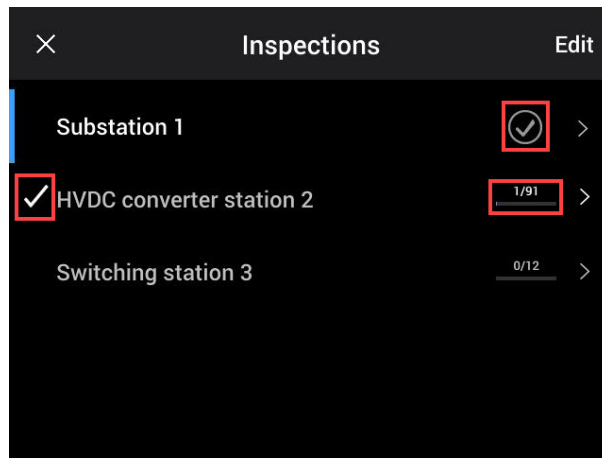 Inspections
Edit
Substation 1
HVDC converter station 2
1/91
Switching station 3
0/12